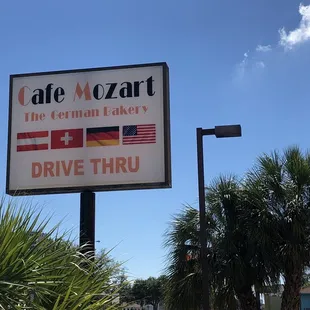 Cafe Mozart
The German Bakery
DRIVE THRU